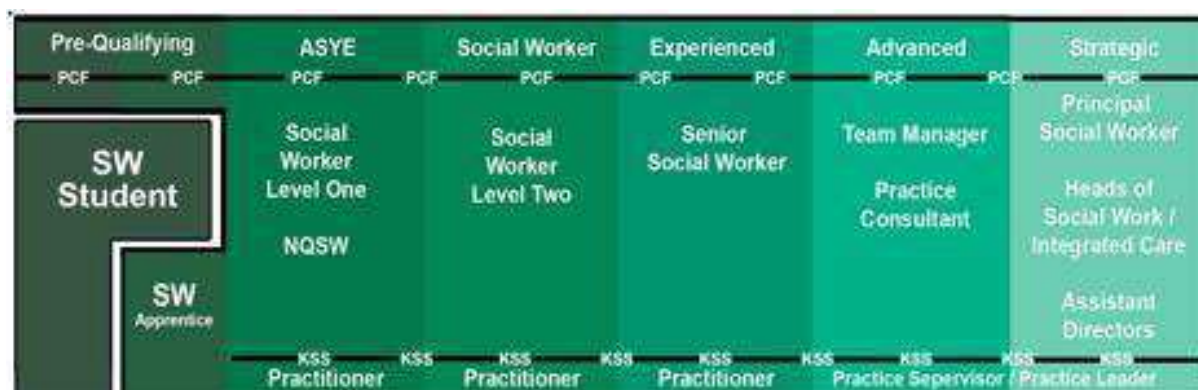 Pre-Qualifying ASYE Social Worker Experienced Advanced Strategic
PCF PCF PCF PCF PCF PCF PCF PCF PCF PCF
SW
Student
SW
Apprentice
Social
Worker
Level One
NQSW
Social
Worker
Level Two
Senior
Social Worker
Team Manager
Practice
Consultant
Principal
Social Worker
Heads of
Social Work /
Integrated Care
Assistant
Directors
KSS KSS KSS KSS KSS KSS KSS KSS KSS
Practitioner Practitioner Practitioner Practice Sepervisor / Practice Leader